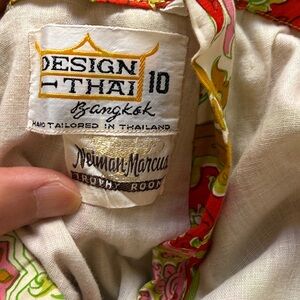 DESIGN
THAI 10
Bangkok
HAND TAILORED IN THAILAND
Neiman Marcus
TROPHY ROOM